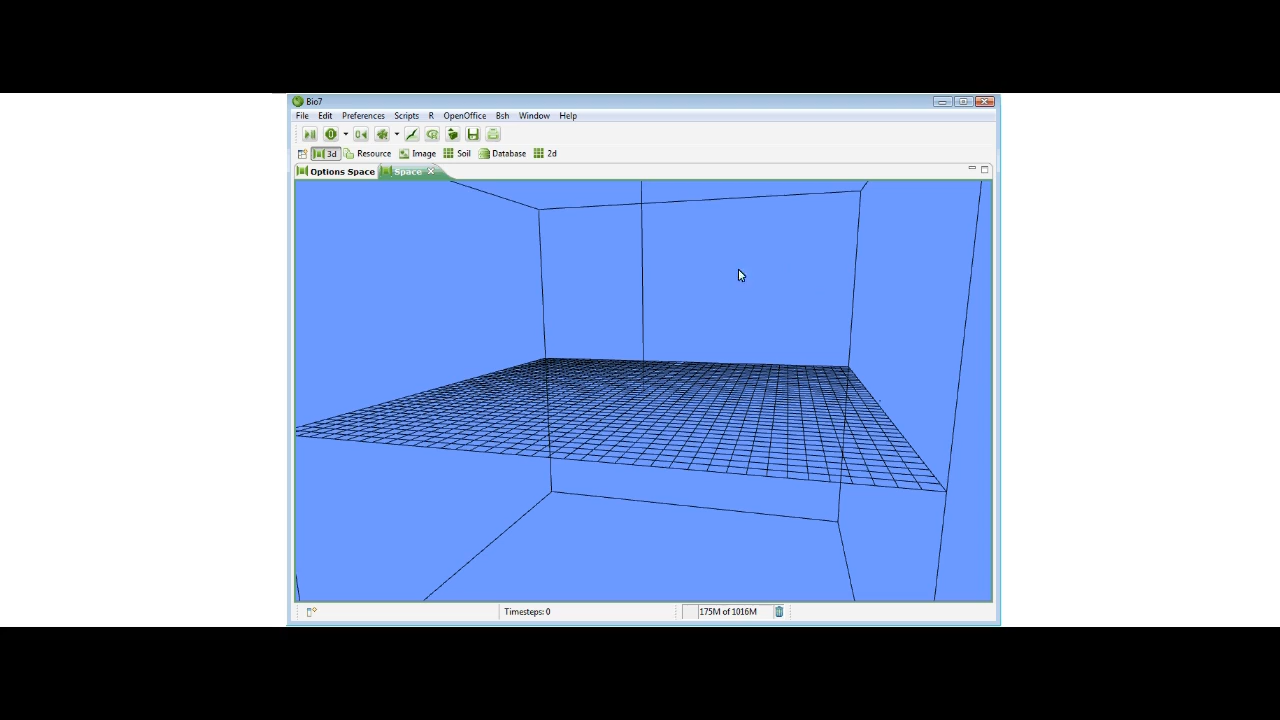 Bio7
File Edit Preferences Scripts R OpenOffice Bsh Window Help
3d Resource Image Soil Database 2d
Options Space Space
Timesteps: 0 175M of 1016M